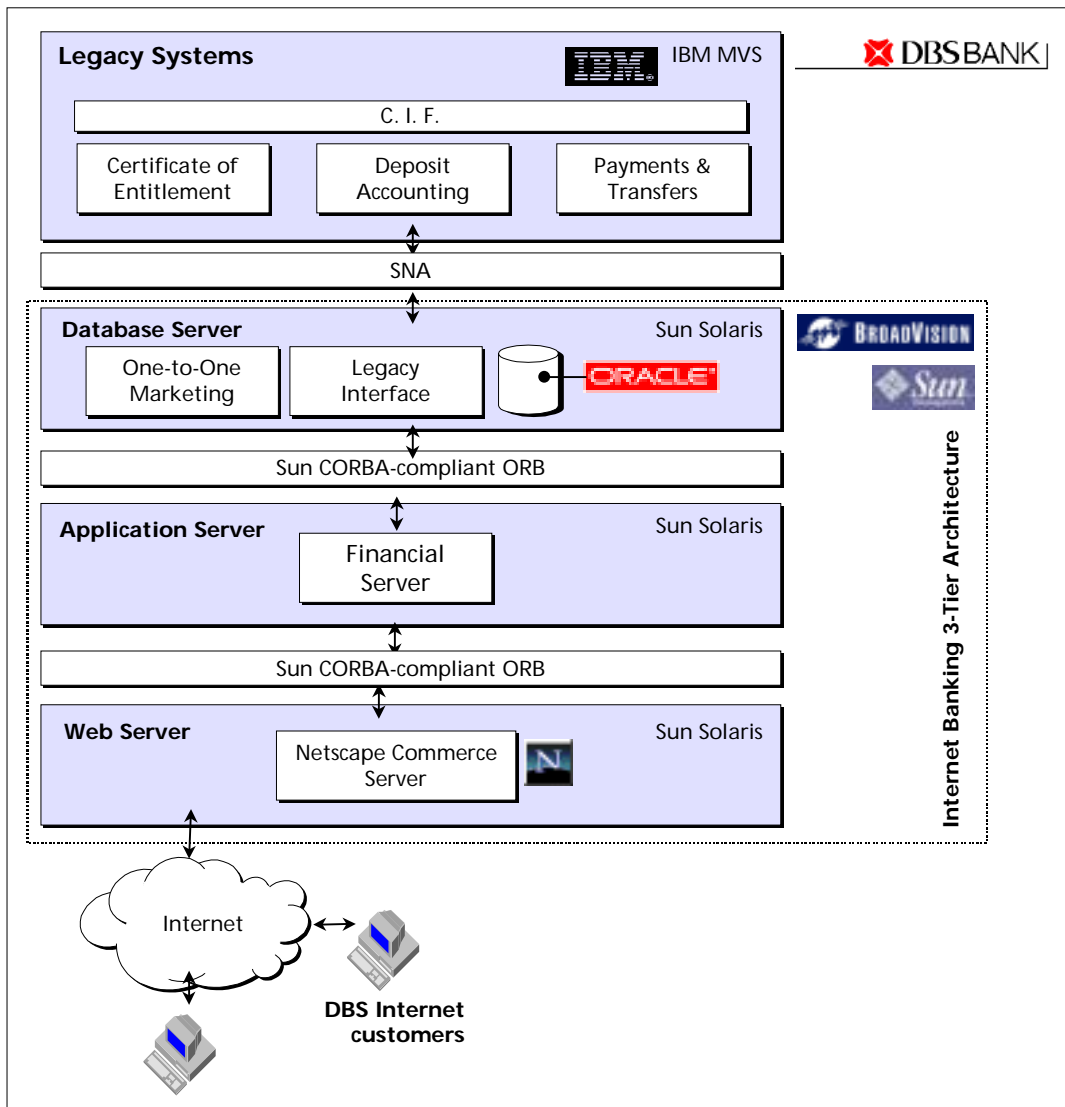 Legacy Systems
IBM
IBM MVS
DBS BANK
C. I. F.
Certificate of
Entitlement
Deposit
Accounting
Payments &
Transfers
SNA
Database Server
Sun Solaris
BROADVISION
One-to-One
Marketing
Legacy
Interface
ORACLE
Sun
Sun CORBA-compliant ORB
Application Server
Sun Solaris
Financial
Server
Internet Banking 3-Tier Architecture
Sun CORBA-compliant ORB
Web Server
Sun Solaris
Netscape Commerce
Server
N
Internet
DBS Internet
customers